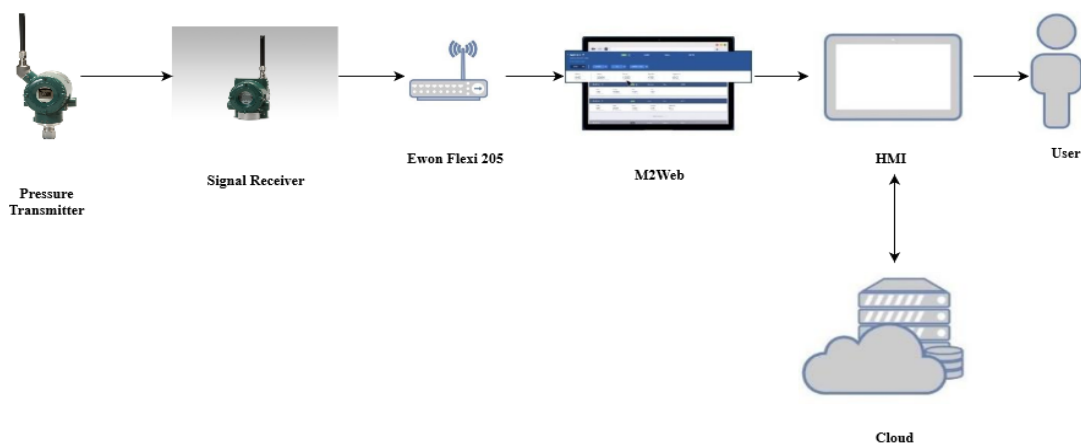 Pressure
Transmitter
Signal Receiver
Ewon Flexi 205
M2Web
HMI
User
Cloud